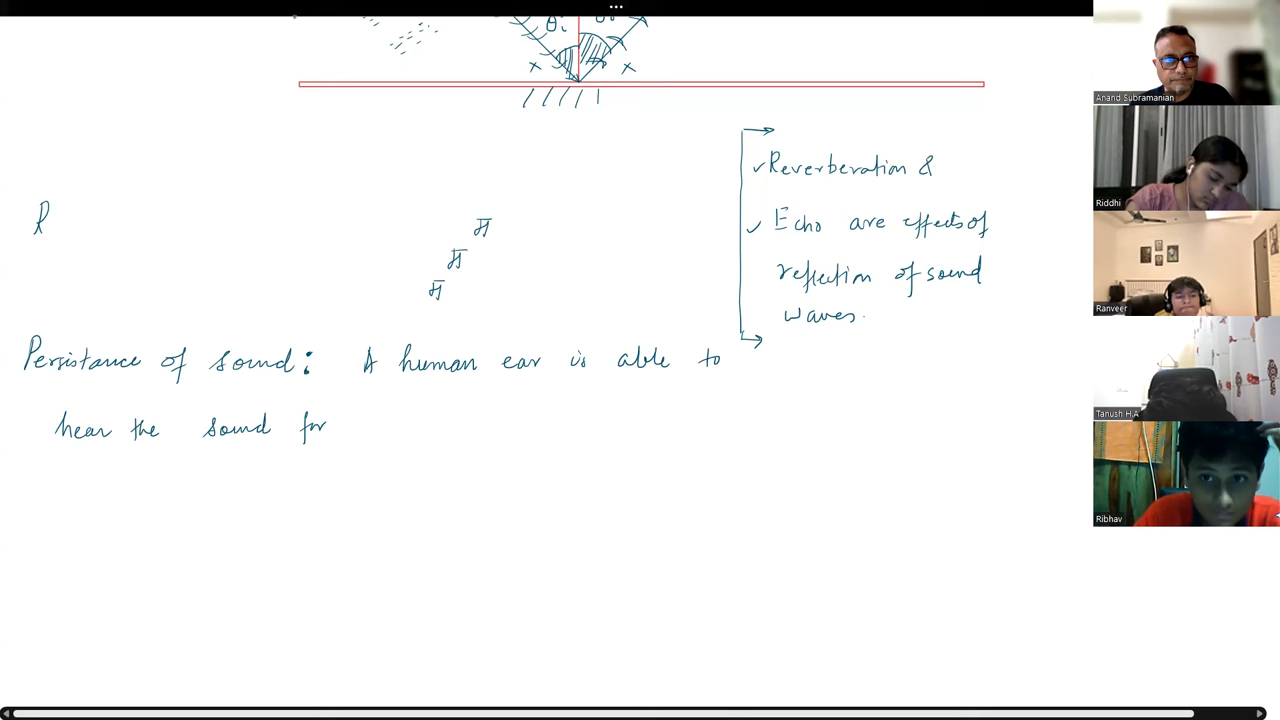 θi
Reverberation &
Echo are effects of
reflection of sound
waves.
R
Persistance of sound: A human ear is able to
hear the sound for
Anand Subramanian
Riddhi
Ranveer
Tanush H.A
Ribhav